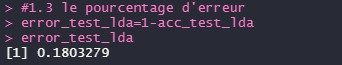 > #1.3 le pourcentage d'erreur
> error_test_lda=1-acc_test_lda
> error_test_lda
[1] 0.1803279